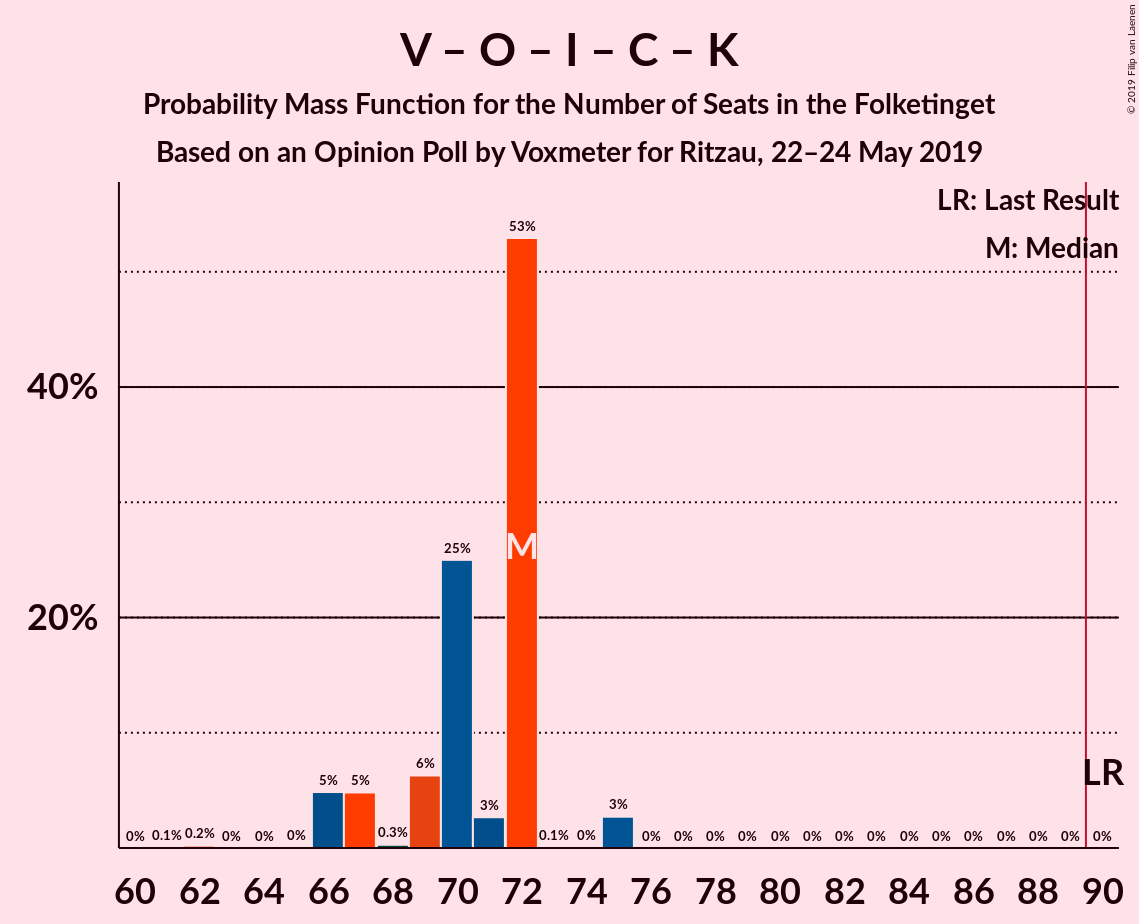 V – O – I – C – K
Probability Mass Function for the Number of Seats in the Folketinget
Based on an Opinion Poll by Voxmeter for Ritzau, 22–24 May 2019
© 2019 Filip van Laenen
LR: Last Result
M: Median
53%
40%
M
25%
20%
LR
0% 0.1% 0.2% 0% 0% 0% 5% 5% 0.3% 6% 3% 0.1% 0% 3% 0% 0% 0% 0% 0% 0% 0% 0% 0% 0% 0% 0% 0% 0% 0%
60 62 64 66 68 70 72 74 76 78 80 82 84 86 88 90